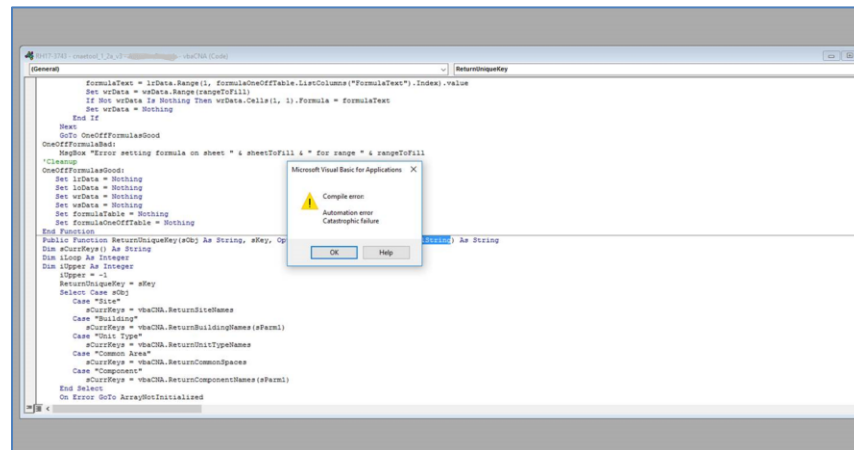 RH17-3743 - cnaetool_1_2a_v2 - vbaCNA (Code)
(General)
ReturnUniqueKey
formulaText = lrData.Range(1, formulaOneOffTable.ListColumns("FormulaText").Index).value
Set wrData = wsData.Range(rangeToFill)
If Not wrData Is Nothing Then wrData.Cells(1, 1).Formula = formulaText
Set wrData = Nothing
End If
Next
GoTo OneOffFormulasGood
OneOffFormulaBad:
MsgBox "Error setting formula on sheet " & sheetToFill & " for range " & rangeToFill
'Cleanup
OneOffFormulasGood:
Set lrData = Nothing
Set loData = Nothing
Set wrData = Nothing
Set wsData = Nothing
Set formulaTable = Nothing
Set formulaOneOffTable = Nothing
End Function
Public Function ReturnUniqueKey(sObj As String, sKey, Op String) As String
Dim sCurrKeys() As String
Dim iLoop As Integer
Dim iUpper As Integer
iUpper = -1
ReturnUniqueKey = sKey
Select Case sObj
Case "Site"
sCurrKeys = vbaCNA.ReturnSiteNames
Case "Building"
sCurrKeys = vbaCNA.ReturnBuildingNames(sParm1)
Case "Unit Type"
sCurrKeys = vbaCNA.ReturnUnitTypeNames
Case "Common Area"
sCurrKeys = vbaCNA.ReturnCommonSpaces
Case "Component"
sCurrKeys = vbaCNA.ReturnComponentNames(sParm1)
End Select
On Error GoTo ArrayNotInitialized
Microsoft Visual Basic for Applications
Compile error:
Automation error
Catastrophic failure
OK
Help